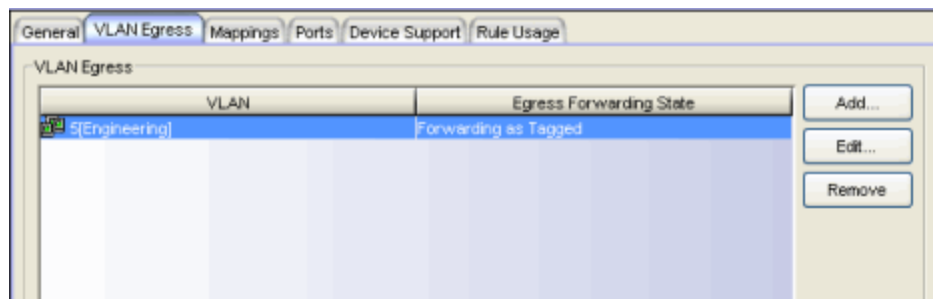 General VLAN Egress Mappings Ports Device Support Rule Usage
VLAN Egress
VLAN Egress Forwarding State
5[Engineering] Forwarding as Tagged
Add...
Edit...
Remove